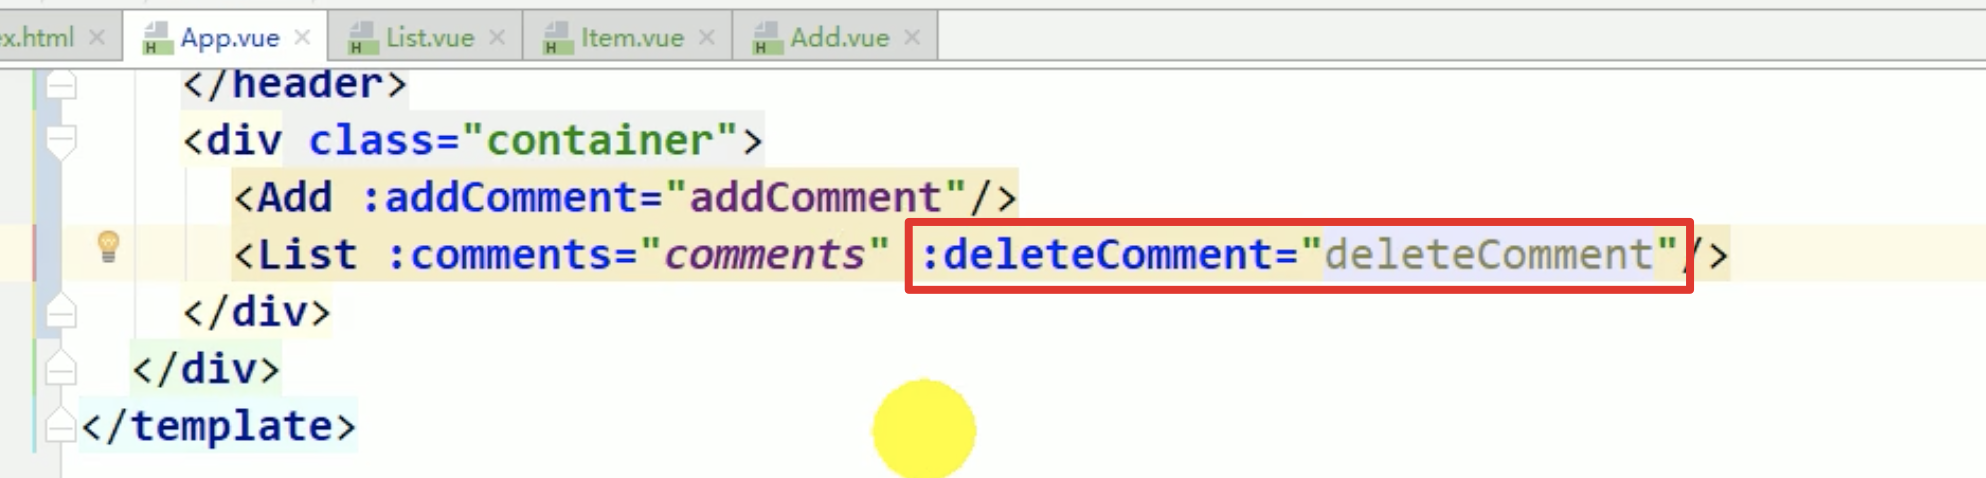 ex.html App.vue List.vue Item.vue Add.vue
</header>
<div class="container">
<Add :addComment="addComment"/>
<List :comments="comments" :deleteComment="deleteComment"/>
</div>
</div>
</template>